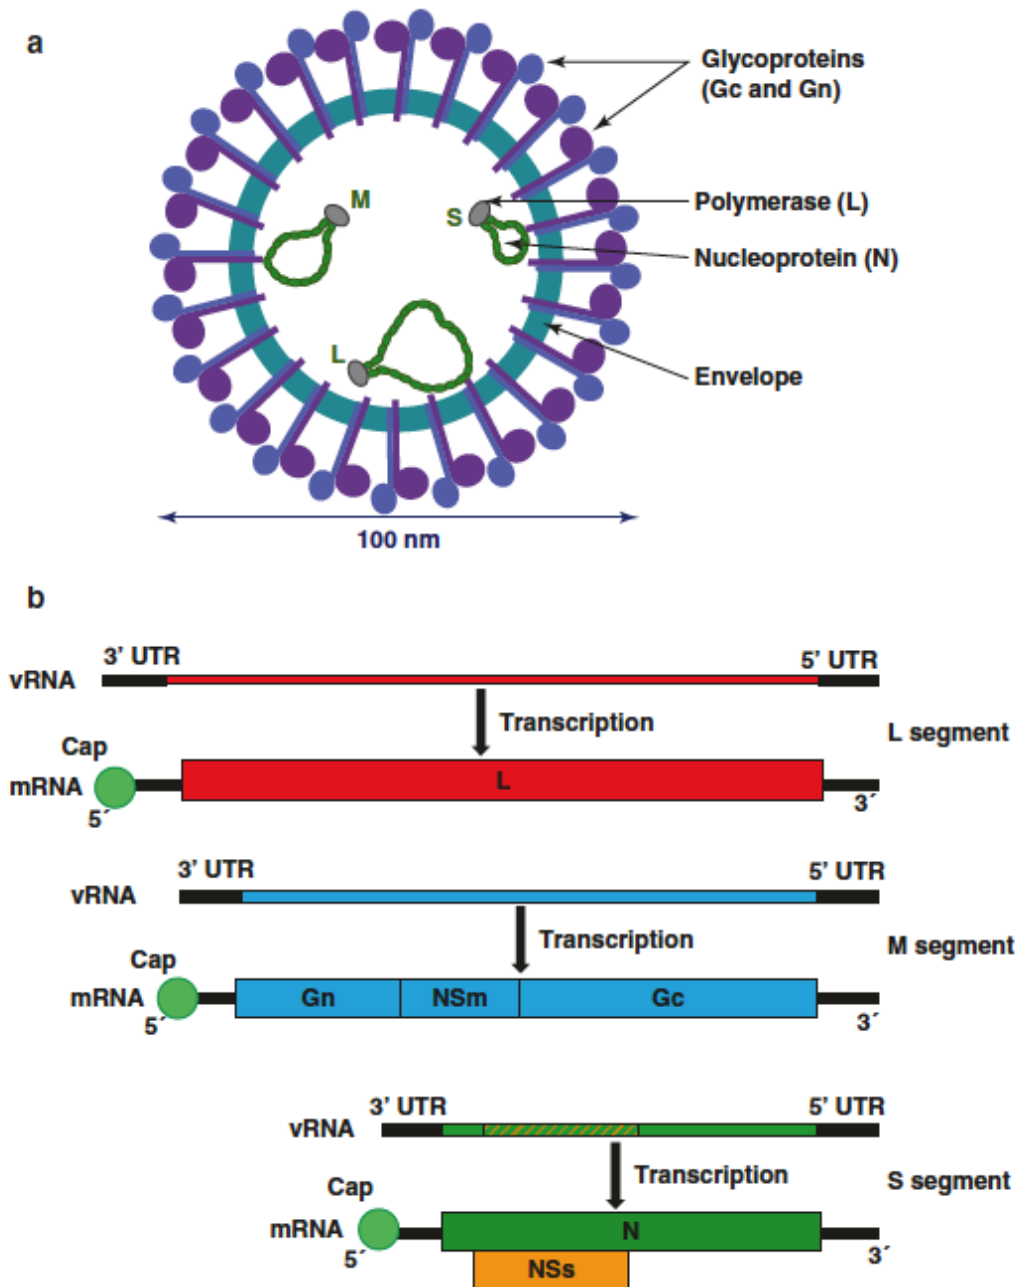 a
Glycoproteins
(Gc and Gn)
M
S
Polymerase (L)
Nucleoprotein (N)
L
Envelope
100 nm
b
3’ UTR
5’ UTR
vRNA
Transcription
L segment
Cap
mRNA
L
5´
3´
3’ UTR
5’ UTR
vRNA
Transcription
M segment
Cap
mRNA
Gn
NSm
Gc
5´
3´
3’ UTR
5’ UTR
vRNA
Transcription
S segment
Cap
mRNA
N
5´
3´
NSs